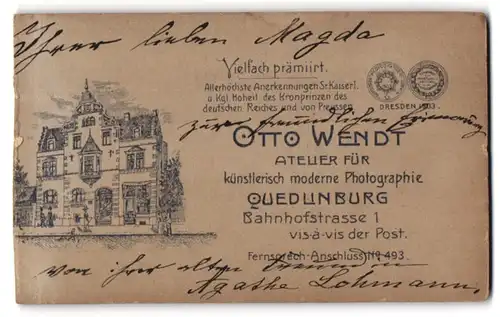 Ihrer lieben Magda
Vielfach prämiirt.
Allerhöchste Anerkennungen Sr. Kaiserl.
u. Kgl. Hoheit des Kronprinzen des
deutschen Reiches und von Preussen
DRESDEN 1903.
zur freundlichen Erinnerung
OTTO WENDT
ATELIER FÜR
künstlerisch moderne Photographie
QUEDLINBURG
Bahnhofstrasse 1
vis-à-vis der Post.
Fernsprech-Anschluss No 493.
von ihrer alten Freundin
Agathe Lohmann.